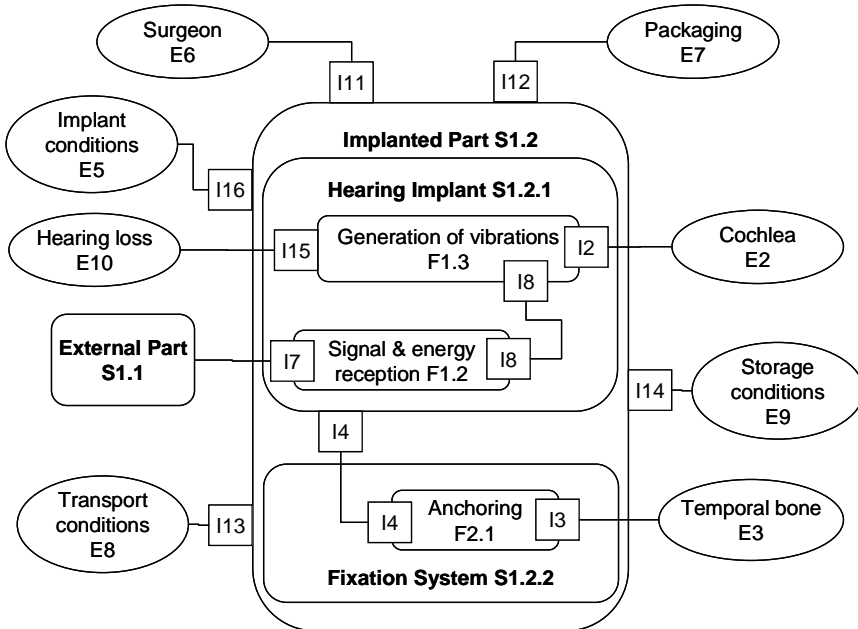 Surgeon
E6
Packaging
E7
I11
I12
Implant
conditions
E5
Implanted Part S1.2
I16
Hearing Implant S1.2.1
Hearing loss
E10
I15
Generation of vibrations
F1.3
I2
Cochlea
E2
I8
External Part
S1.1
I7
Signal & energy
reception F1.2
I8
Storage
conditions
E9
I14
I4
Transport
conditions
E8
I13
I4
Anchoring
F2.1
I3
Temporal bone
E3
Fixation System S1.2.2